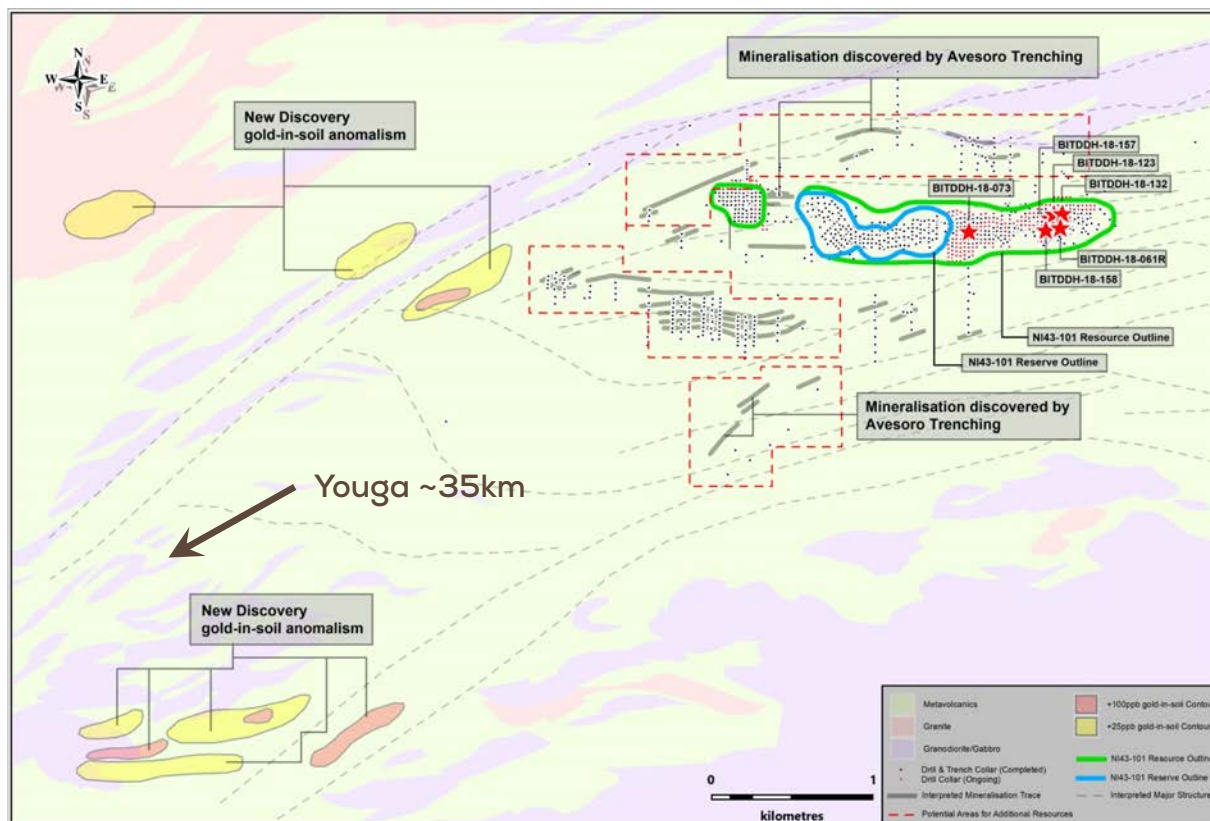 N
W E
S
Mineralisation discovered by Avesoro Trenching
New Discovery
gold-in-soil anomalism
BITDDH-18-157
BITDDH-18-123
BITDDH-18-132
BITDDH-18-073
BITDDH-18-061R
BITDDH-18-158
NI43-101 Resource Outline
NI43-101 Reserve Outline
Mineralisation discovered by
Avesoro Trenching
Youga ~35km
New Discovery
gold-in-soil anomalism
0 1
kilometres
Metavolcanics
Granite
Granodiorite/Gabbro
Drill & Trench Collar (Completed)
Drill Collar (Ongoing)
Interpreted Mineralisation Trace
Potential Areas for Additional Resources
+100ppb gold-in-soil Contou
+25ppb gold-in-soil Contour
NI43-101 Resource Outline
NI43-101 Reserve Outline
Interpreted Major Structure